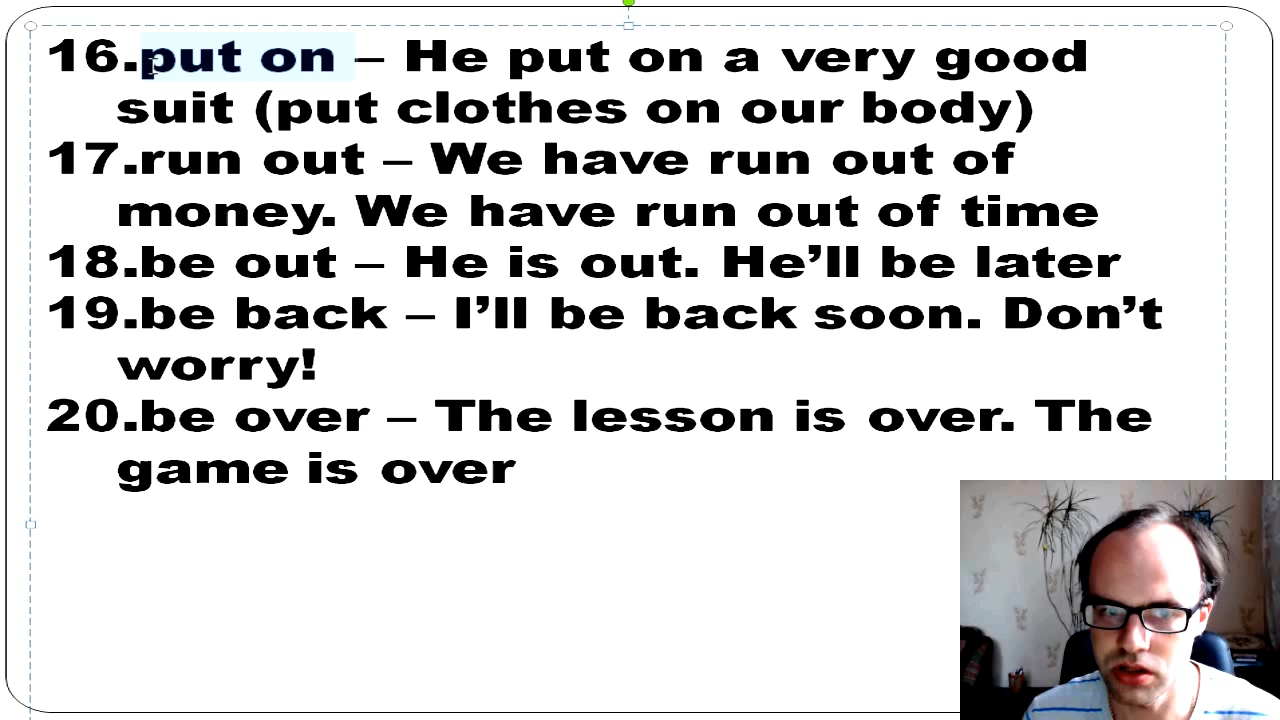 16.put on – He put on a very good
suit (put clothes on our body)
17.run out – We have run out of
money. We have run out of time
18.be out – He is out. He’ll be later
19.be back – I’ll be back soon. Don’t
worry!
20.be over – The lesson is over. The
game is over